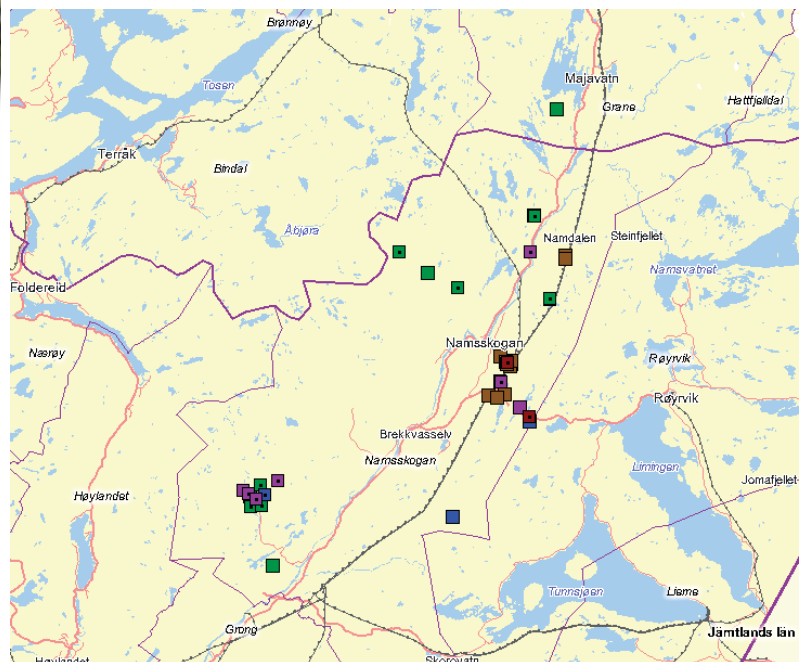 Brønnøy
Tosen
Majavatn
Grane
Hattfjelldal
Terråk
Bindal
Åbjøra
Namdalen
Steinfjellet
Namsvatnet
Foldereid
Nærøy
Namsskogan
Røyrvik
Røyrvik
Brekkvasselv
Namsskogan
Limingen
Jomafjellet
Høylandet
Tunnsjøen
Lierne
Grong
Jämtlands län
Høylandet
Skorovatn